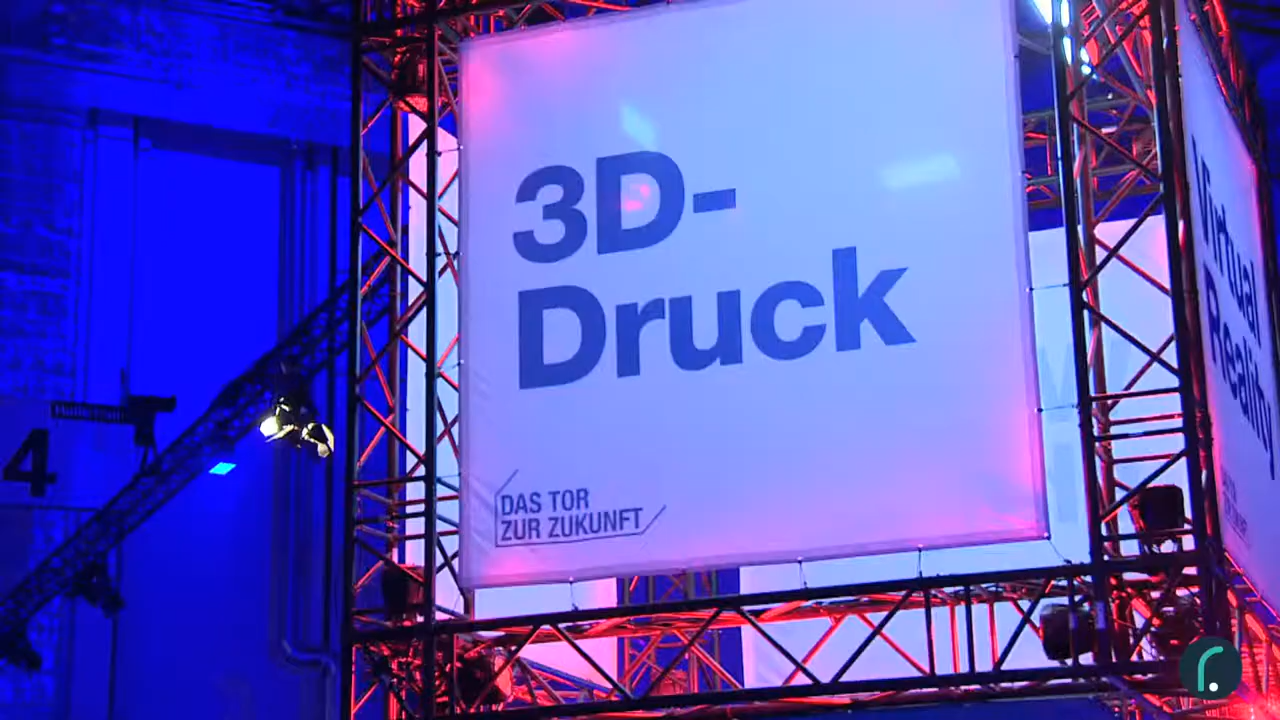 3D-
Druck
DAS TOR
ZUR ZUKUNFT
Virtual
Reality
4
r.